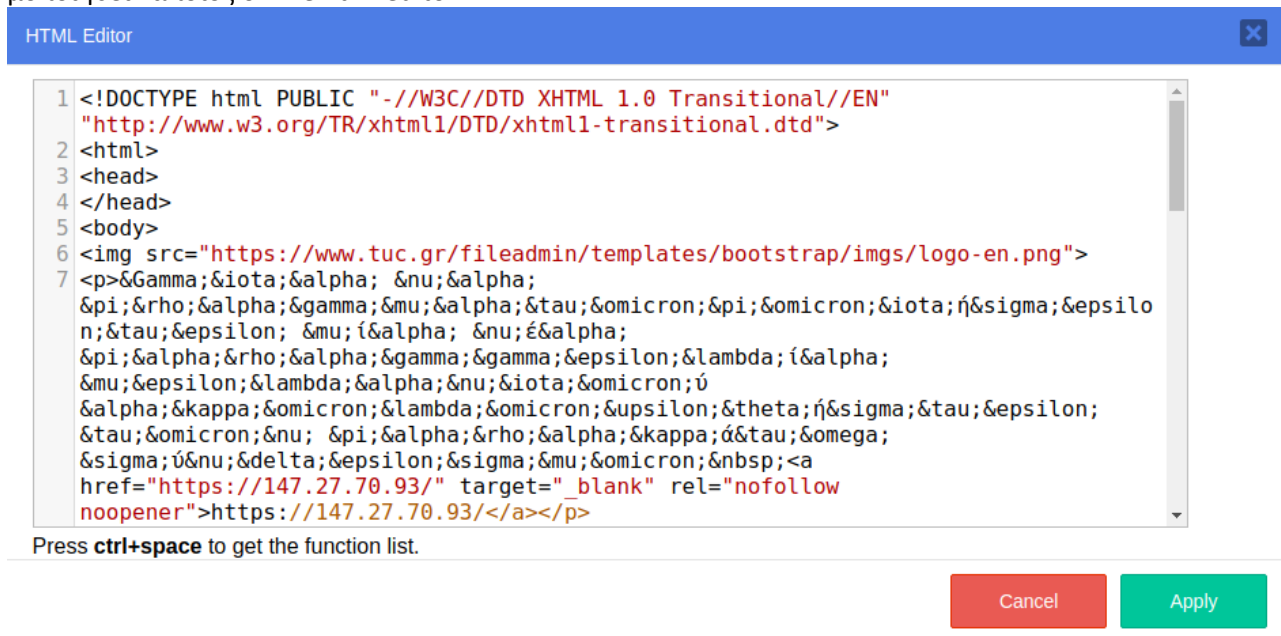 HTML Editor
1 <!DOCTYPE html PUBLIC "-//W3C//DTD XHTML 1.0 Transitional//EN"
"http://www.w3.org/TR/xhtml1/DTD/xhtml1-transitional.dtd">
2 <html>
3 <head>
4 </head>
5 <body>
6 <img src="https://www.tuc.gr/fileadmin/templates/bootstrap/imgs/logo-en.png">
7 <p>&Gamma;&iota;&alpha; &nu;&alpha;
&pi;&rho;&alpha;&gamma;&mu;&alpha;&tau;&omicron;&pi;&omicron;&iota;ή&sigma;&epsilo
n;&tau;&epsilon; &mu;ί&alpha; &nu;έ&alpha;
&pi;&alpha;&rho;&alpha;&gamma;&gamma;&epsilon;&lambda;ί&alpha;
&mu;&epsilon;&lambda;&alpha;&nu;&iota;&omicron;ύ
&alpha;&kappa;&omicron;&lambda;&omicron;&upsilon;&theta;ή&sigma;&tau;&epsilon;
&tau;&omicron;&nu; &pi;&alpha;&rho;&alpha;&kappa;ά&tau;&omega;
&sigma;ύ&nu;&delta;&epsilon;&sigma;&mu;&omicron;&nbsp;<a
href="https://147.27.70.93/" target="_blank" rel="nofollow
noopener">https://147.27.70.93/</a></p>
Press ctrl+space to get the function list.
Cancel
Apply